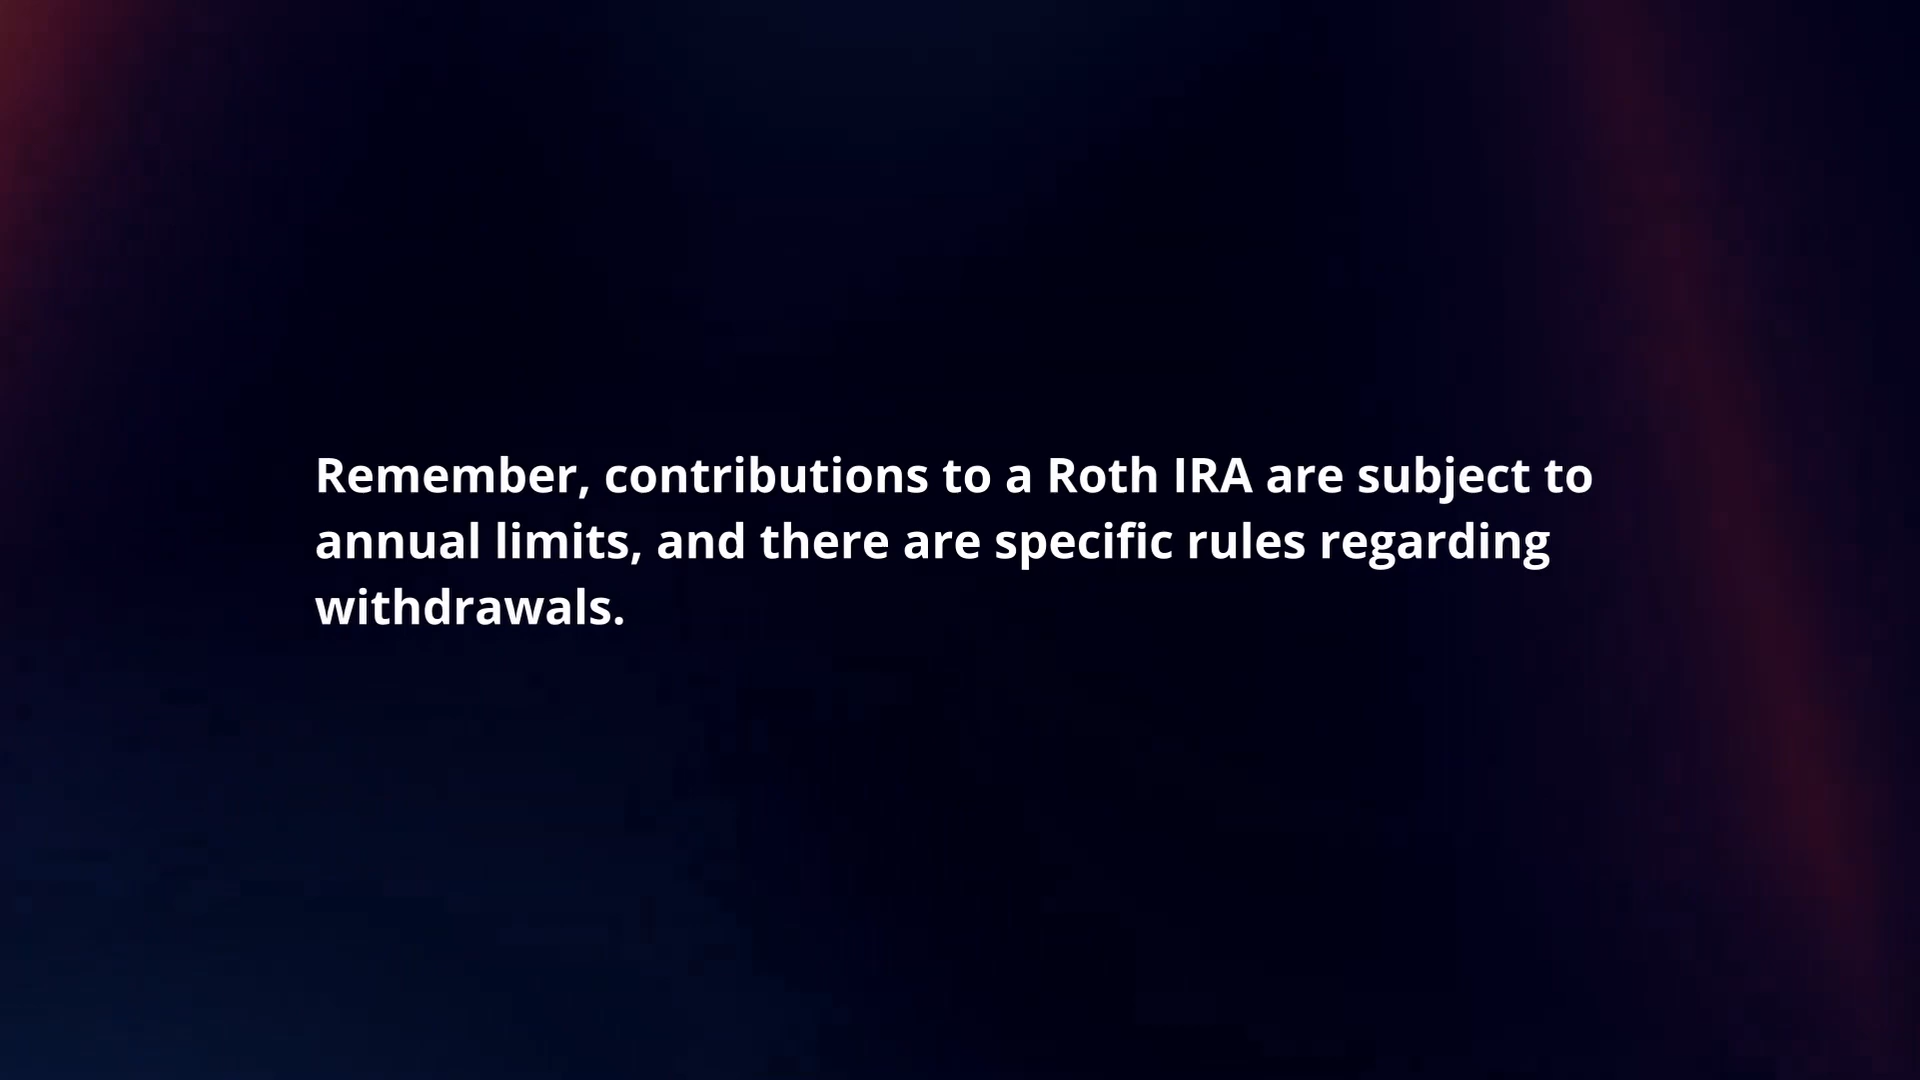 Remember, contributions to a Roth IRA are subject to
annual limits, and there are specific rules regarding
withdrawals.